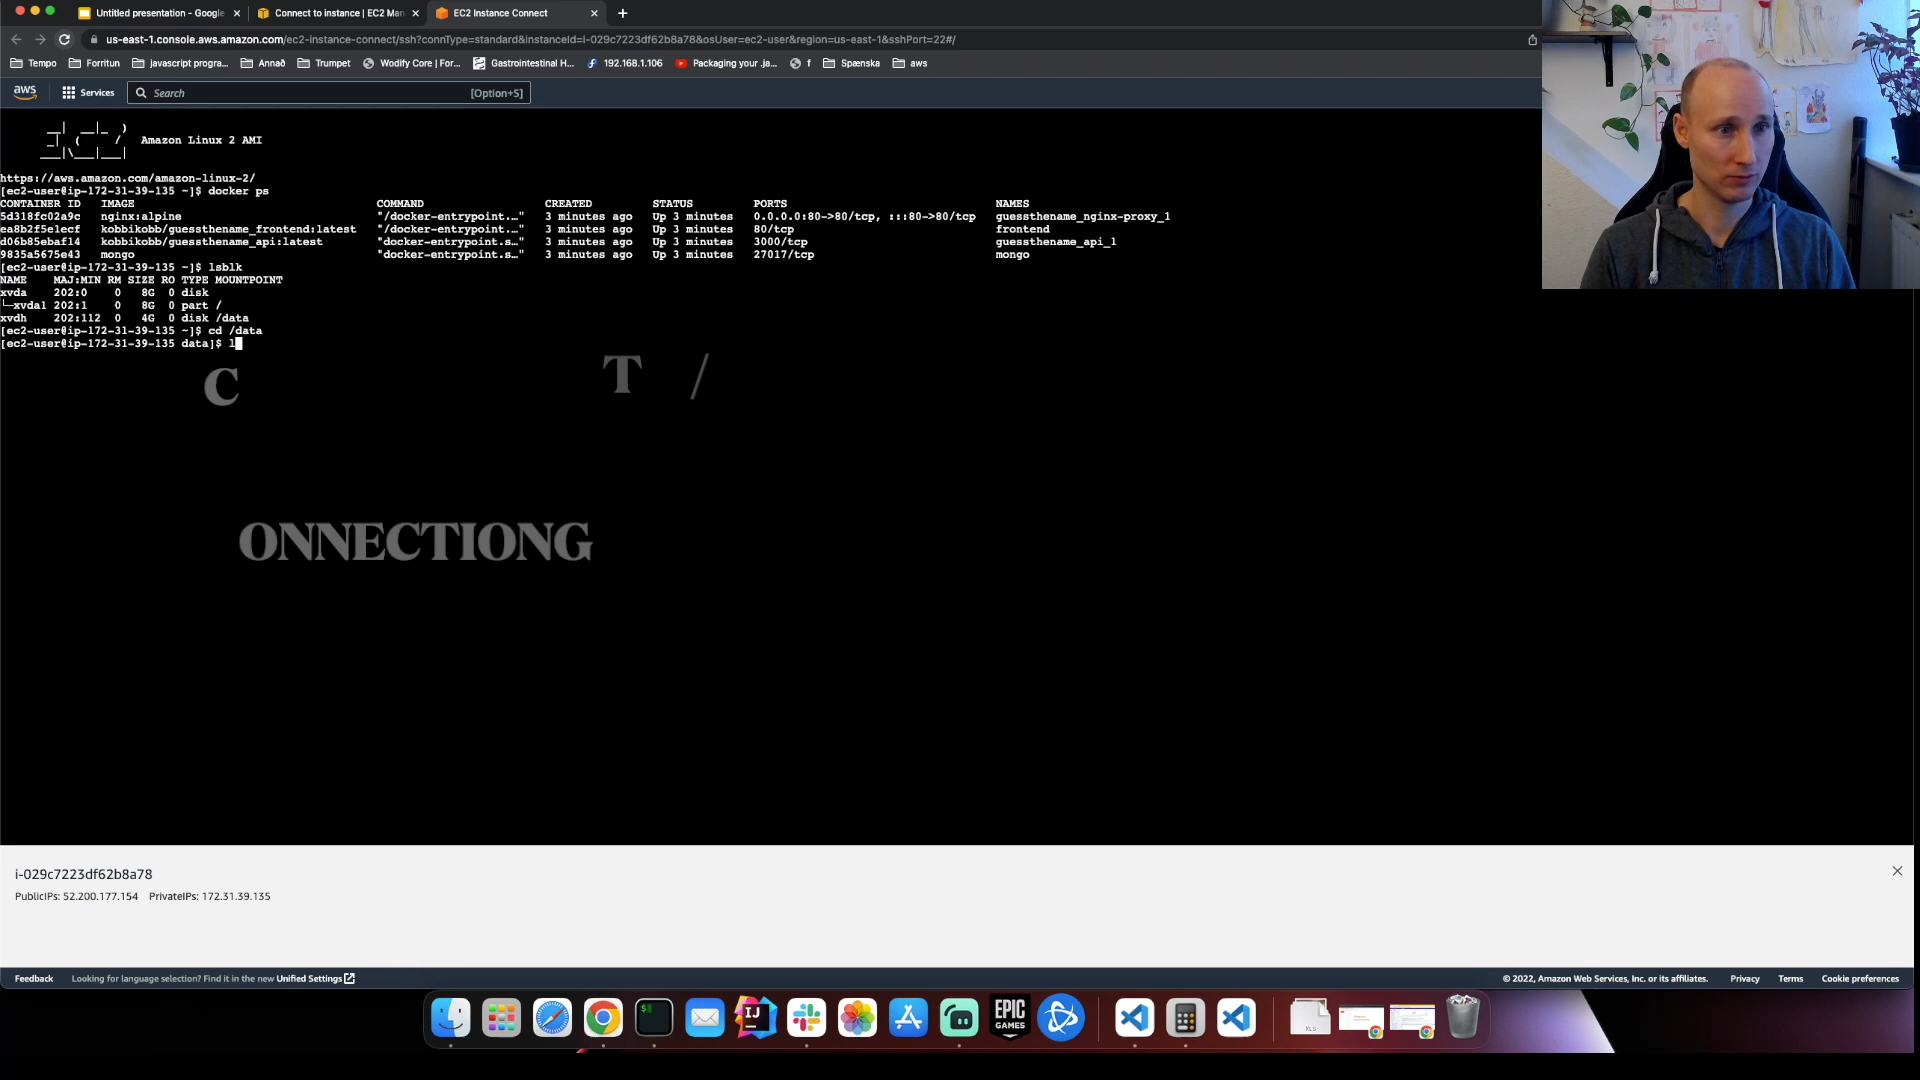 Untitled presentation - Google
Connect to instance | EC2 Man
EC2 Instance Connect
us-east-1.console.aws.amazon.com/ec2-instance-connect/ssh?connType=standard&instanceId=i-029c7223df62b8a78&osUser=ec2-user&region=us-east-1&sshPort=22#/
Tempo Forritun javascript progra... Annað Trumpet Wodify Core | For... Gastrointestinal H... 192.168.1.106 Packaging your .ja... f Spænska aws
aws Services Search [Option+S]
Amazon Linux 2 AMI
https://aws.amazon.com/amazon-linux-2/
[ec2-user@ip-172-31-39-135 ~]$ docker ps
CONTAINER ID IMAGE COMMAND CREATED STATUS PORTS NAMES
5d318fc02a9c nginx:alpine "/docker-entrypoint.…" 3 minutes ago Up 3 minutes 0.0.0.0:80->80/tcp, :::80->80/tcp guessthename_nginx-proxy_1
ea8b2f5e1ecf kobbikobb/guessthename_frontend:latest "/docker-entrypoint.…" 3 minutes ago Up 3 minutes 80/tcp frontend
d06b85ebaf14 kobbikobb/guessthename_api:latest "docker-entrypoint.s…" 3 minutes ago Up 3 minutes 3000/tcp guessthename_api_1
9835a5675e43 mongo "docker-entrypoint.s…" 3 minutes ago Up 3 minutes 27017/tcp mongo
[ec2-user@ip-172-31-39-135 ~]$ lsblk
NAME MAJ:MIN RM SIZE RO TYPE MOUNTPOINT
xvda 202:0 0 8G 0 disk
└─xvda1 202:1 0 8G 0 part /
xvdh 202:112 0 4G 0 disk /data
[ec2-user@ip-172-31-39-135 ~]$ cd /data
[ec2-user@ip-172-31-39-135 data]$ l
C T /
ONNECTIONG
i-029c7223df62b8a78
PublicIPs: 52.200.177.154 PrivateIPs: 172.31.39.135
Feedback Looking for language selection? Find it in the new Unified Settings
© 2022, Amazon Web Services, Inc. or its affiliates. Privacy Terms Cookie preferences
EPIC
GAMES
IJ
XLS